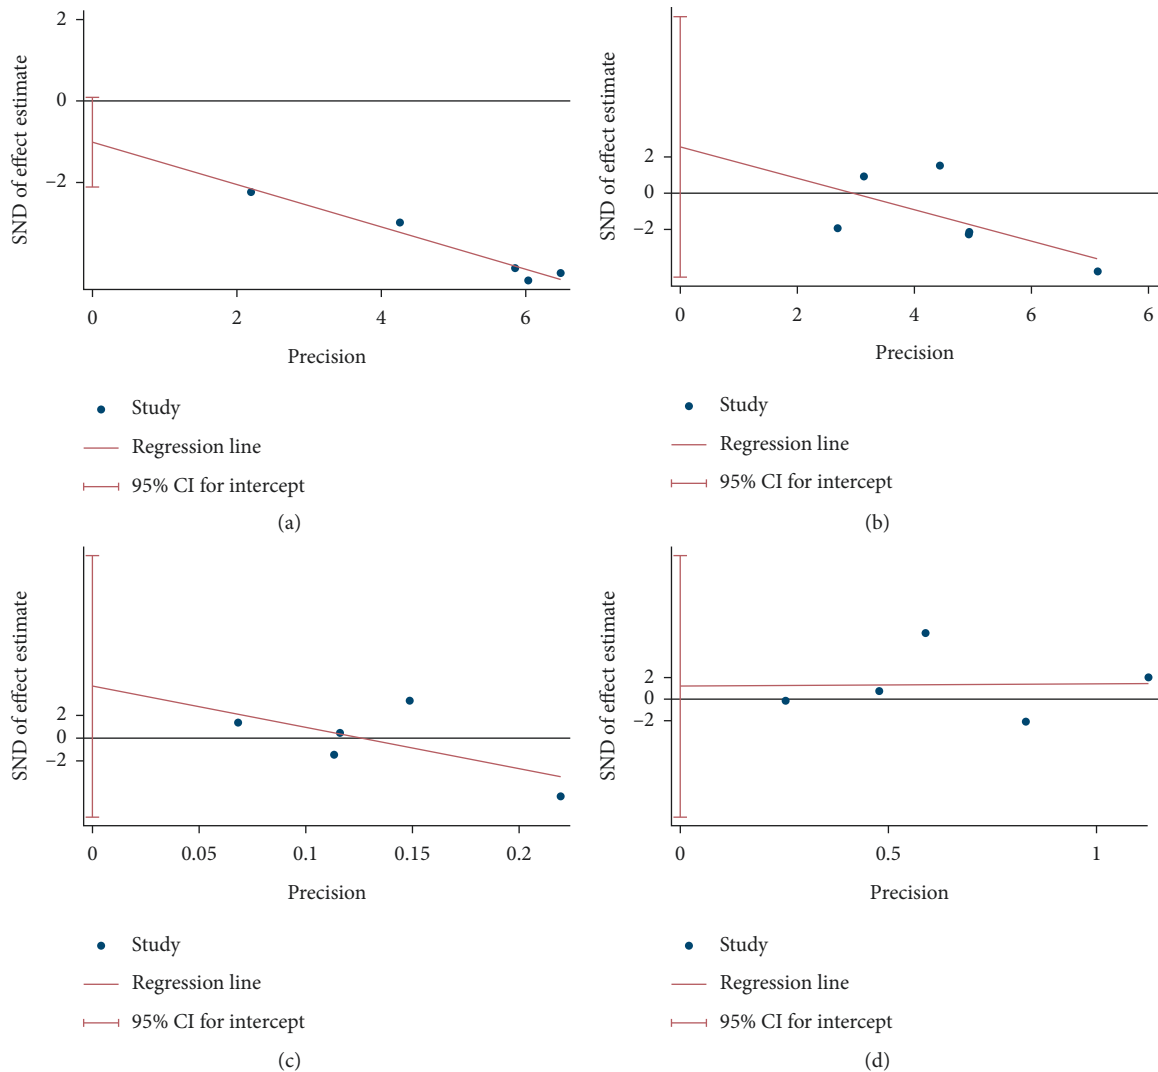 2
0
−2
SND of effect estimate
0
2
4
6
Precision
Study
Regression line
95% CI for intercept
(a)
2
0
−2
SND of effect estimate
0
2
4
6
6
Precision
Study
Regression line
95% CI for intercept
(b)
2
0
−2
SND of effect estimate
0
0.05
0.1
0.15
0.2
Precision
Study
Regression line
95% CI for intercept
(c)
2
0
−2
SND of effect estimate
0
0.5
1
Precision
Study
Regression line
95% CI for intercept
(d)